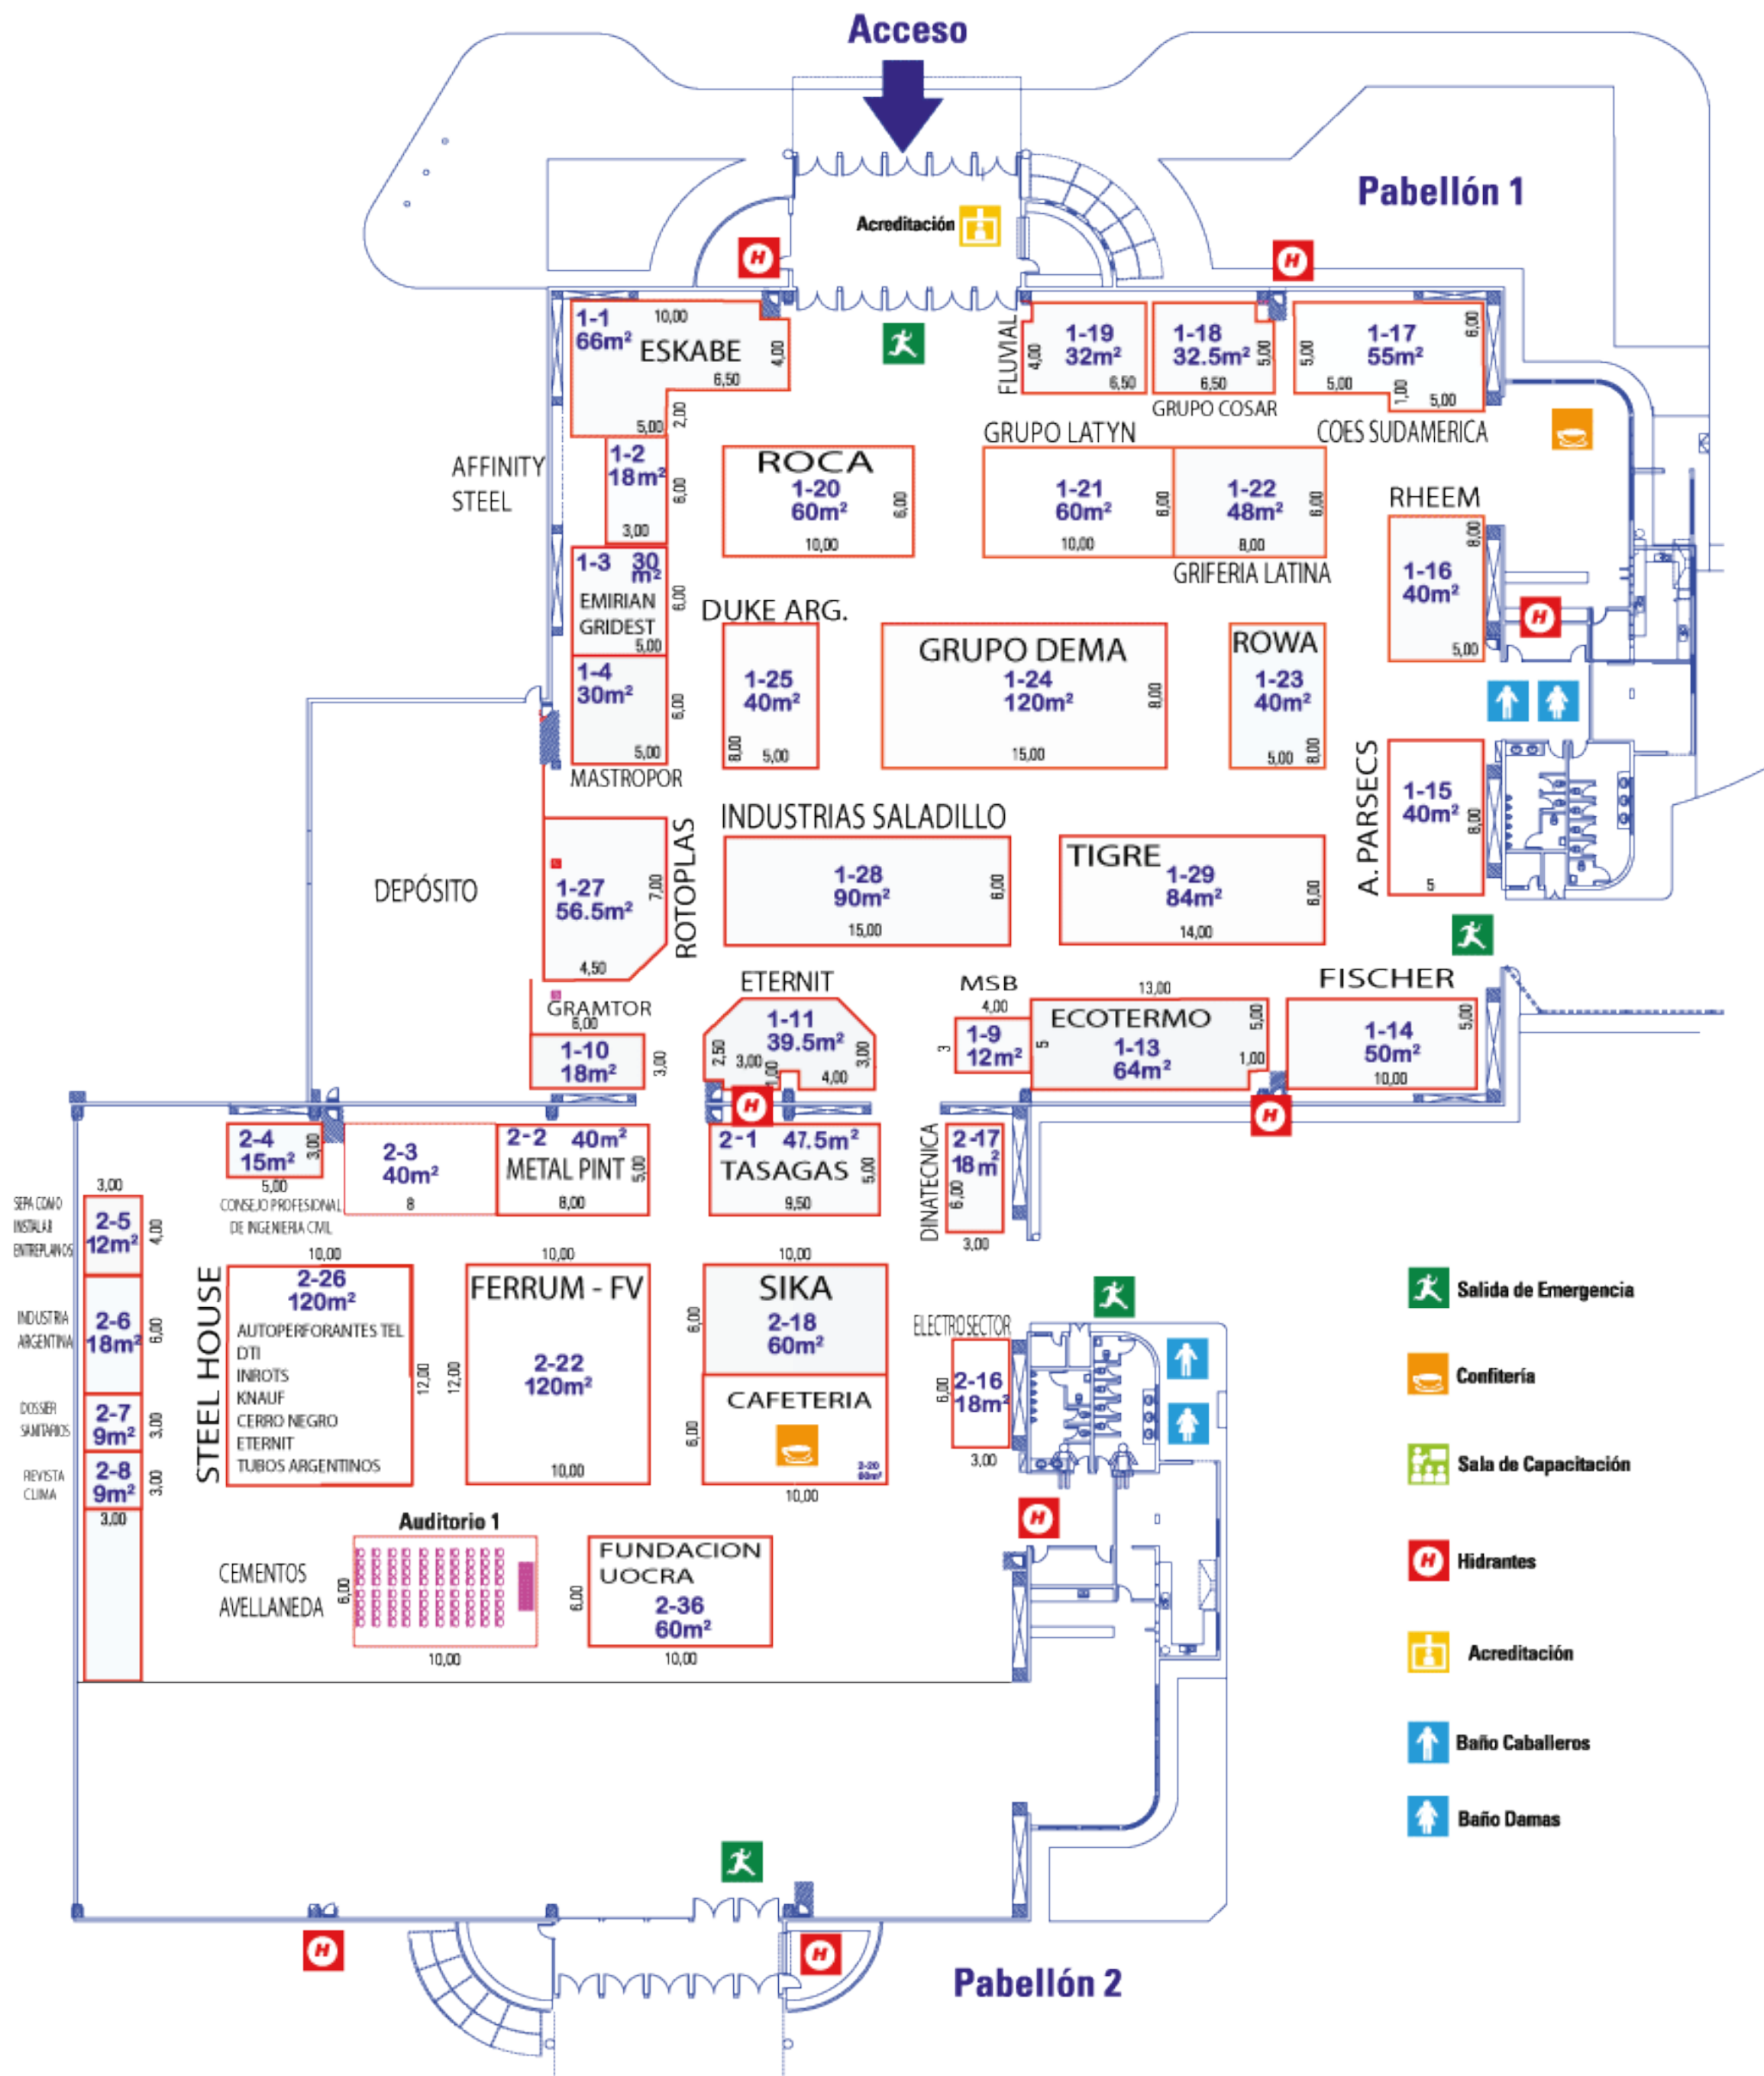 Acceso
Pabellón 1
Acreditación
H
H
1-1
66m²
10,00
ESKABE
4,00
6,50
5,00
2,00
FLUVIAL
4,00
1-19
32m²
6,50
1-18
32.5m²
5,00
6,50
GRUPO COSAR
5,00
1-17
55m²
6,00
5,00
1,00
5,00
COES SUDAMERICA
AFFINITY
STEEL
1-2
18m²
6,00
3,00
ROCA
1-20
60m²
6,00
10,00
GRUPO LATYN
1-21
60m²
6,00
10,00
1-22
48m²
6,00
8,00
GRIFERIA LATINA
RHEEM
8,00
1-16
40m²
5,00
H
1-3
30
m²
EMIRIAN
GRIDEST
6,00
5,00
1-4
30m²
6,00
5,00
MASTROPOR
DUKE ARG.
1-25
40m²
8,00
5,00
GRUPO DEMA
1-24
120m²
8,00
15,00
ROWA
1-23
40m²
5,00
8,00
A. PARSECS
1-15
40m²
8,00
5
DEPÓSITO
1-27
56.5m²
7,00
4,50
ROTOPLAS
INDUSTRIAS SALADILLO
1-28
90m²
6,00
15,00
TIGRE
1-29
84m²
6,00
14,00
GRAMTOR
6,00
1-10
18m²
3,00
ETERNIT
1-11
39.5m²
2,50
3,00
1,00
4,00
3,00
H
MSB
4,00
3
1-9
12m²
13,00
ECOTERMO
5
1-13
64m²
5,00
1,00
H
FISCHER
1-14
50m²
5,00
10,00
2-4
15m²
3,00
5,00
CONSEJO PROFESIONAL
DE INGENIERIA CIVIL
2-3
40m²
8
2-2 40m²
METAL PINT
5,00
8,00
2-1 47.5m²
TASAGAS
5,00
9,50
DINATECNICA
2-17
18m²
6,00
3,00
3,00
SEPA COMO
INSTALAR
ENTREPLANOS
2-5
12m²
4,00
INDUSTRIA
ARGENTINA
2-6
18m²
6,00
DOSSIER
SANITARIOS
2-7
9m²
3,00
REVISTA
CLIMA
2-8
9m²
3,00
3,00
STEEL HOUSE
10,00
2-26
120m²
AUTOPERFORANTES TEL
DTI
INROTS
KNAUF
CERRO NEGRO
ETERNIT
TUBOS ARGENTINOS
12,00
10,00
FERRUM - FV
12,00
2-22
120m²
10,00
10,00
SIKA
6,00
2-18
60m²
CAFETERIA
6,00
2-20
60m²
10,00
ELECTROSECTOR
6,00
2-16
18m²
3,00
H
Auditorio 1
CEMENTOS
AVELLANEDA
6,00
10,00
FUNDACION
UOCRA
6,00
2-36
60m²
10,00
Salida de Emergencia
Confitería
Sala de Capacitación
H
Hidrantes
Acreditación
Baño Caballeros
Baño Damas
H
H
Pabellón 2